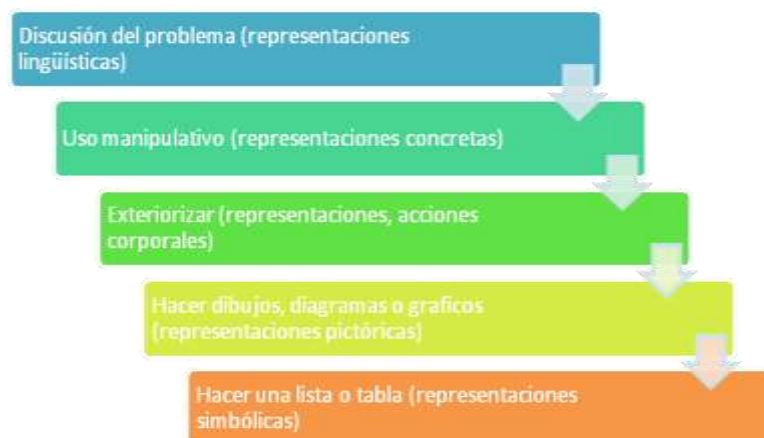 Discusión del problema (representaciones
lingüísticas)
Uso manipulativo (representaciones concretas)
Exteriorizar (representaciones, acciones
corporales)
Hacer dibujos, diagramas o graficos
(representaciones pictóricas)
Hacer una lista o tabla (representaciones
simbólicas)